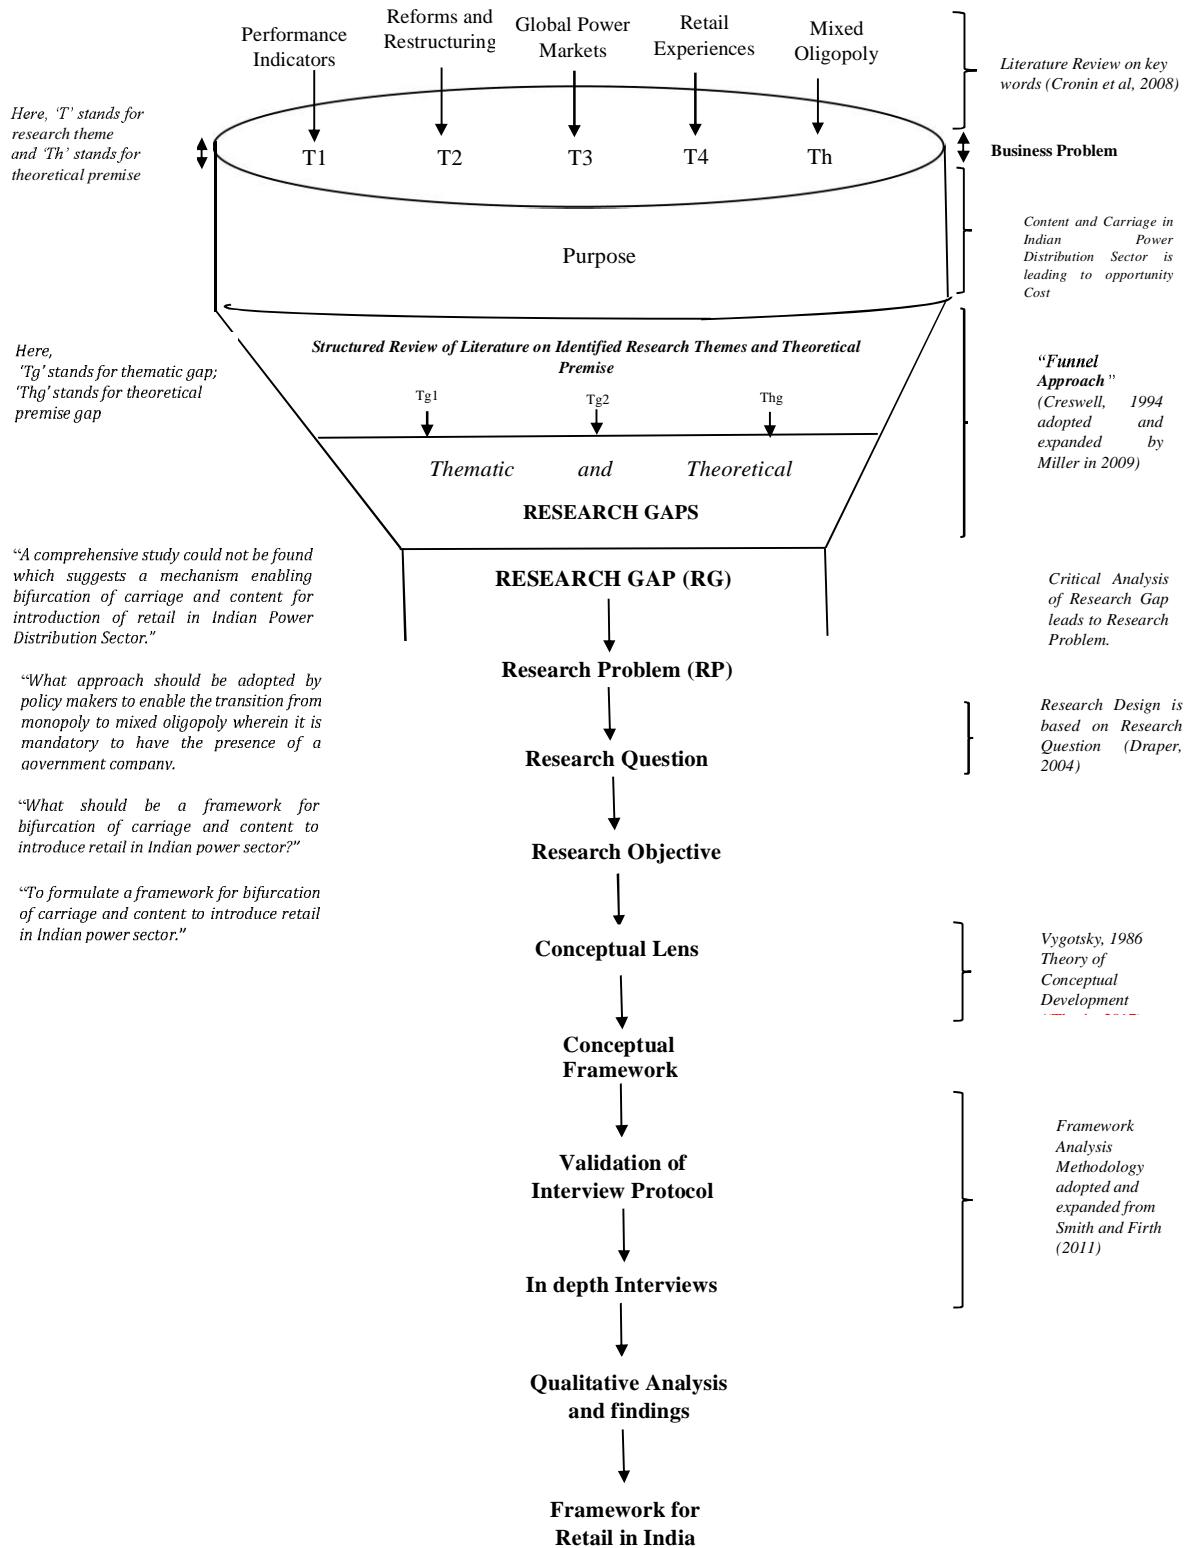 Performance
Indicators
Reforms and
Restructuring
Global Power
Markets
Retail
Experiences
Mixed
Oligopoly
Literature Review on key
words (Cronin et al, 2008)
Here, ‘T’ stands for
research theme
and ‘Th’ stands for
theoretical premise
T1
T2
T3
T4
Th
Business Problem
Purpose
Content and Carriage in
Indian Power
Distribution Sector is
leading to opportunity
Cost
Here,
‘Tg’ stands for thematic gap;
‘Thg’ stands for theoretical
premise gap
Structured Review of Literature on Identified Research Themes and Theoretical
Premise
Tg1
Tg2
Thg
Thematic and Theoretical
RESEARCH GAPS
“Funnel
Approach”
(Creswell, 1994
adopted and
expanded by
Miller in 2009)
“A comprehensive study could not be found
which suggests a mechanism enabling
bifurcation of carriage and content for
introduction of retail in Indian Power
Distribution Sector.”
RESEARCH GAP (RG)
Critical Analysis
of Research Gap
leads to Research
Problem.
Research Problem (RP)
“What approach should be adopted by
policy makers to enable the transition from
monopoly to mixed oligopoly wherein it is
mandatory to have the presence of a
government company.
Research Question
Research Design is
based on Research
Question (Draper,
2004)
“What should be a framework for
bifurcation of carriage and content to
introduce retail in Indian power sector?”
Research Objective
“To formulate a framework for bifurcation
of carriage and content to introduce retail
in Indian power sector.”
Conceptual Lens
Vygotsky, 1986
Theory of
Conceptual
Development
Conceptual
Framework
Validation of
Interview Protocol
Framework
Analysis
Methodology
adopted and
expanded from
Smith and Firth
(2011)
In depth Interviews
Qualitative Analysis
and findings
Framework for
Retail in India